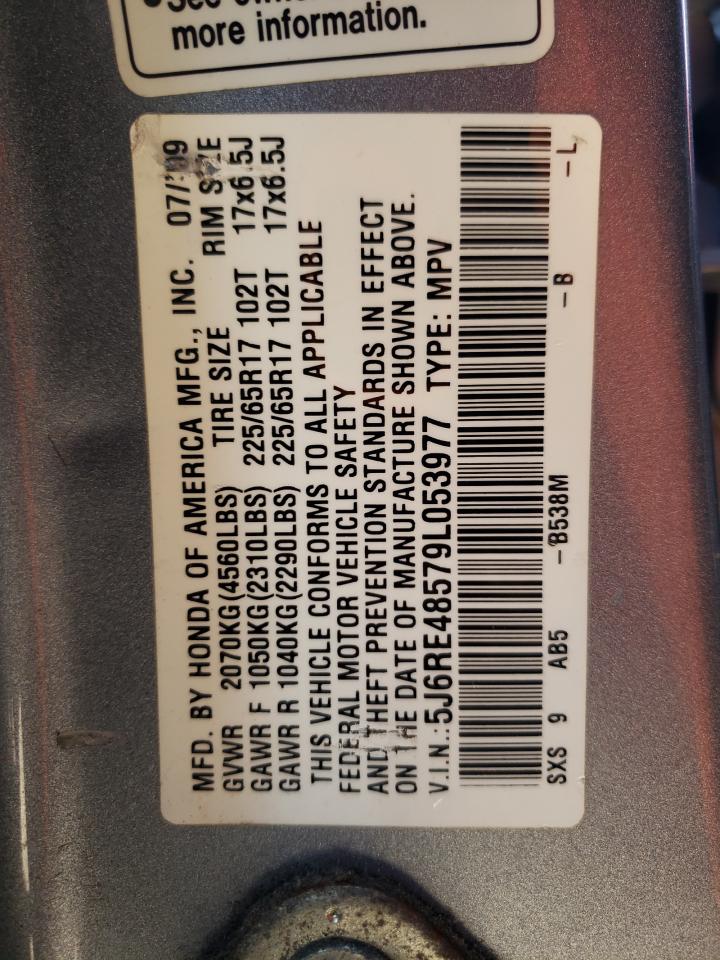 more information.
MFD. BY HONDA OF AMERICA MFG., INC. 07/'09
GVWR 2070KG(4560LBS) TIRE SIZE RIM SIZE
GAWR F 1050KG(2310LBS) 225/65R17 102T 17x6.5J
GAWR R 1040KG(2290LBS) 225/65R17 102T 17x6.5J
THIS VEHICLE CONFORMS TO ALL APPLICABLE
FEDERAL MOTOR VEHICLE SAFETY
AND THEFT PREVENTION STANDARDS IN EFFECT
ON THE DATE OF MANUFACTURE SHOWN ABOVE.
V.I.N.:5J6RE48579L053977 TYPE: MPV
SXS 9 AB5 -B538M -B -L